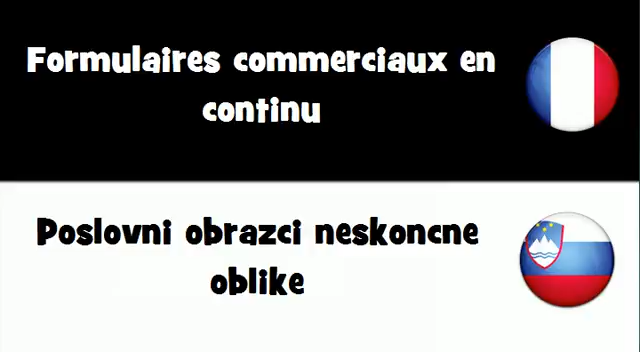 Formulaires commerciaux en
continu
Poslovni obrazci neskoncne
oblike